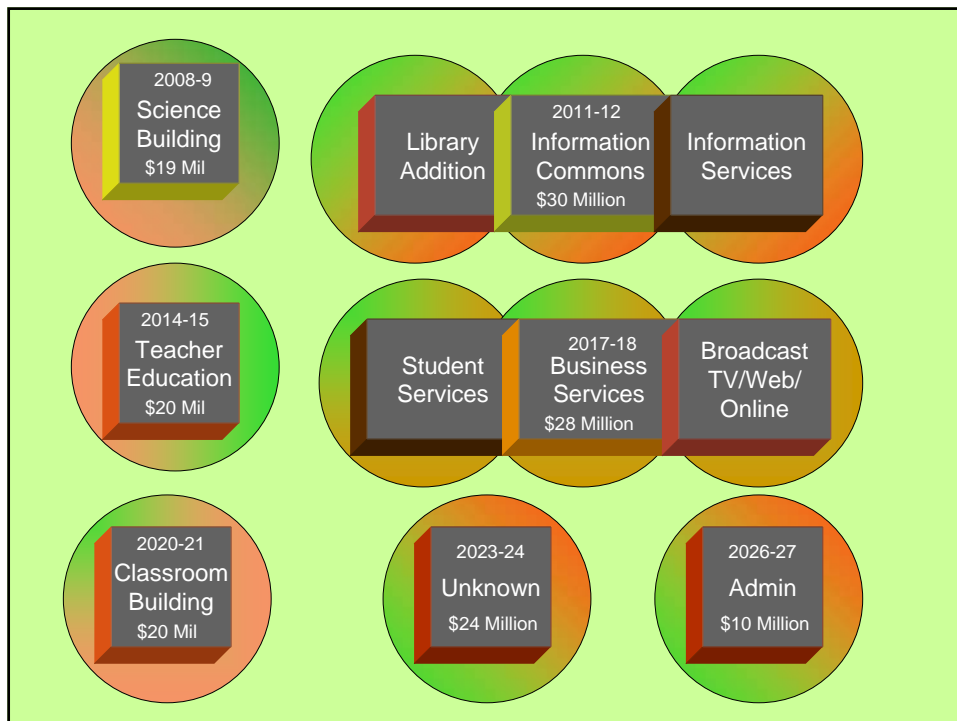 2008-9
Science
Building
$19 Mil
Library
Addition
2011-12
Information
Commons
$30 Million
Information
Services
2014-15
Teacher
Education
$20 Mil
Student
Services
2017-18
Business
Services
$28 Million
Broadcast
TV/Web/
Online
2020-21
Classroom
Building
$20 Mil
2023-24
Unknown
$24 Million
2026-27
Admin
$10 Million